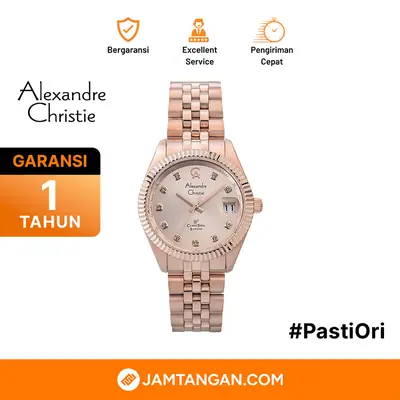 Bergaransi
Excellent
Service
Pengiriman
Cepat
Alexandre
Christie
GARANSI
1
TAHUN
Alexandre
Christie
#PastiOri
JAMTANGAN.COM